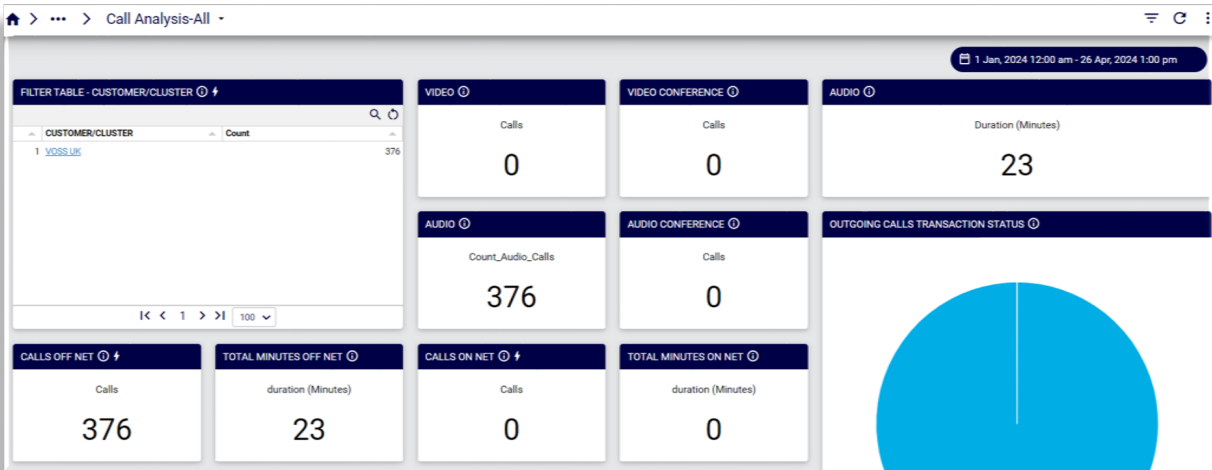 ••• Call Analysis-All
1 Jan, 2024 12:00 am - 26 Apr, 2024 1:00 pm
FILTER TABLE - CUSTOMER/CLUSTER
CUSTOMER/CLUSTER Count
1 VOSS UK 376
1 100
VIDEO
Calls
0
VIDEO CONFERENCE
Calls
0
AUDIO
Duration (Minutes)
23
AUDIO
Count_Audio_Calls
376
AUDIO CONFERENCE
Calls
0
OUTGOING CALLS TRANSACTION STATUS
CALLS OFF NET
Calls
376
TOTAL MINUTES OFF NET
duration (Minutes)
23
CALLS ON NET
Calls
0
TOTAL MINUTES ON NET
duration (Minutes)
0